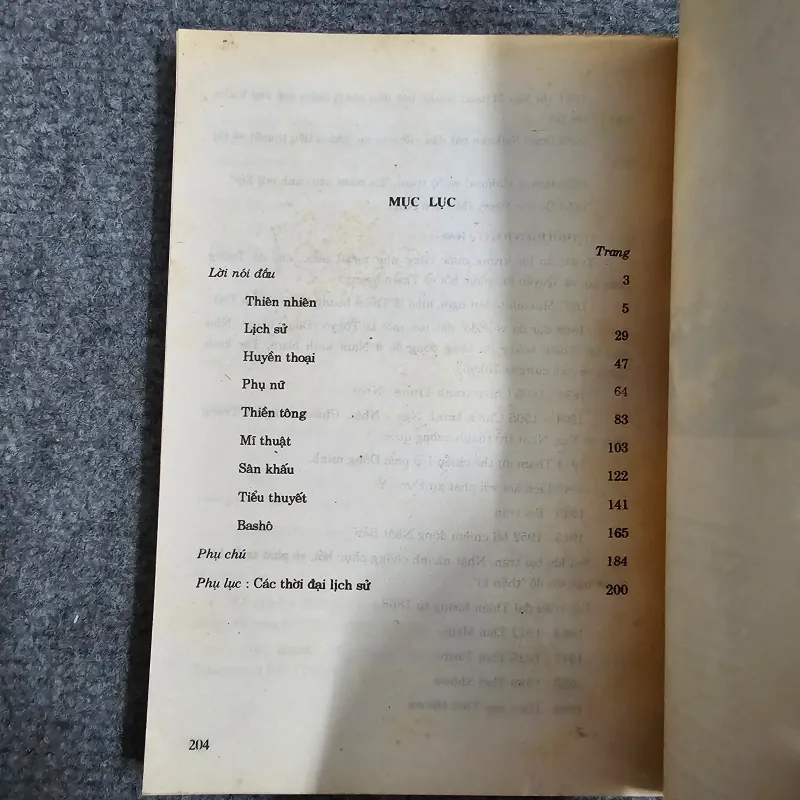 MỤC LỤC
Trang
Lời nói đầu 3
Thiên nhiên 5
Lịch sử 29
Huyền thoại 47
Phụ nữ 64
Thiền tông 83
Mĩ thuật 103
Sân khấu 122
Tiểu thuyết 141
Bashô 165
Phụ chú 184
Phụ lục : Các thời đại lịch sử 200
204